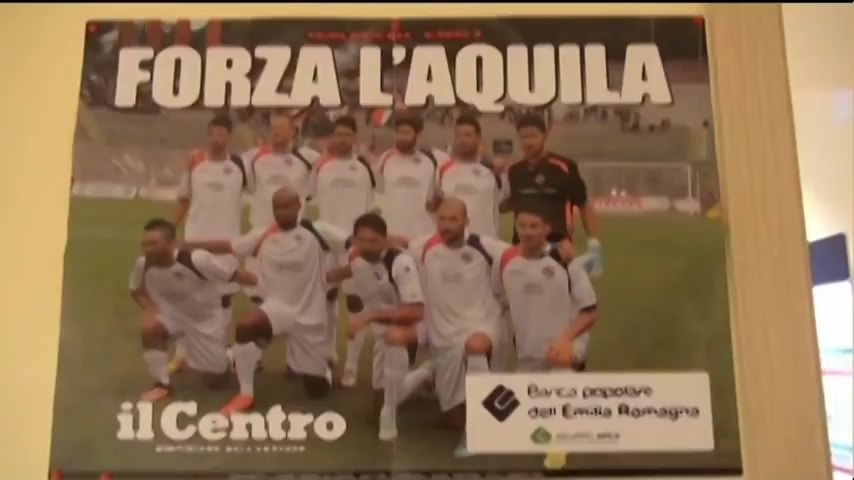 FORZA L'AQUILA
il Centro
Banca popolare
dell'Emilia Romagna